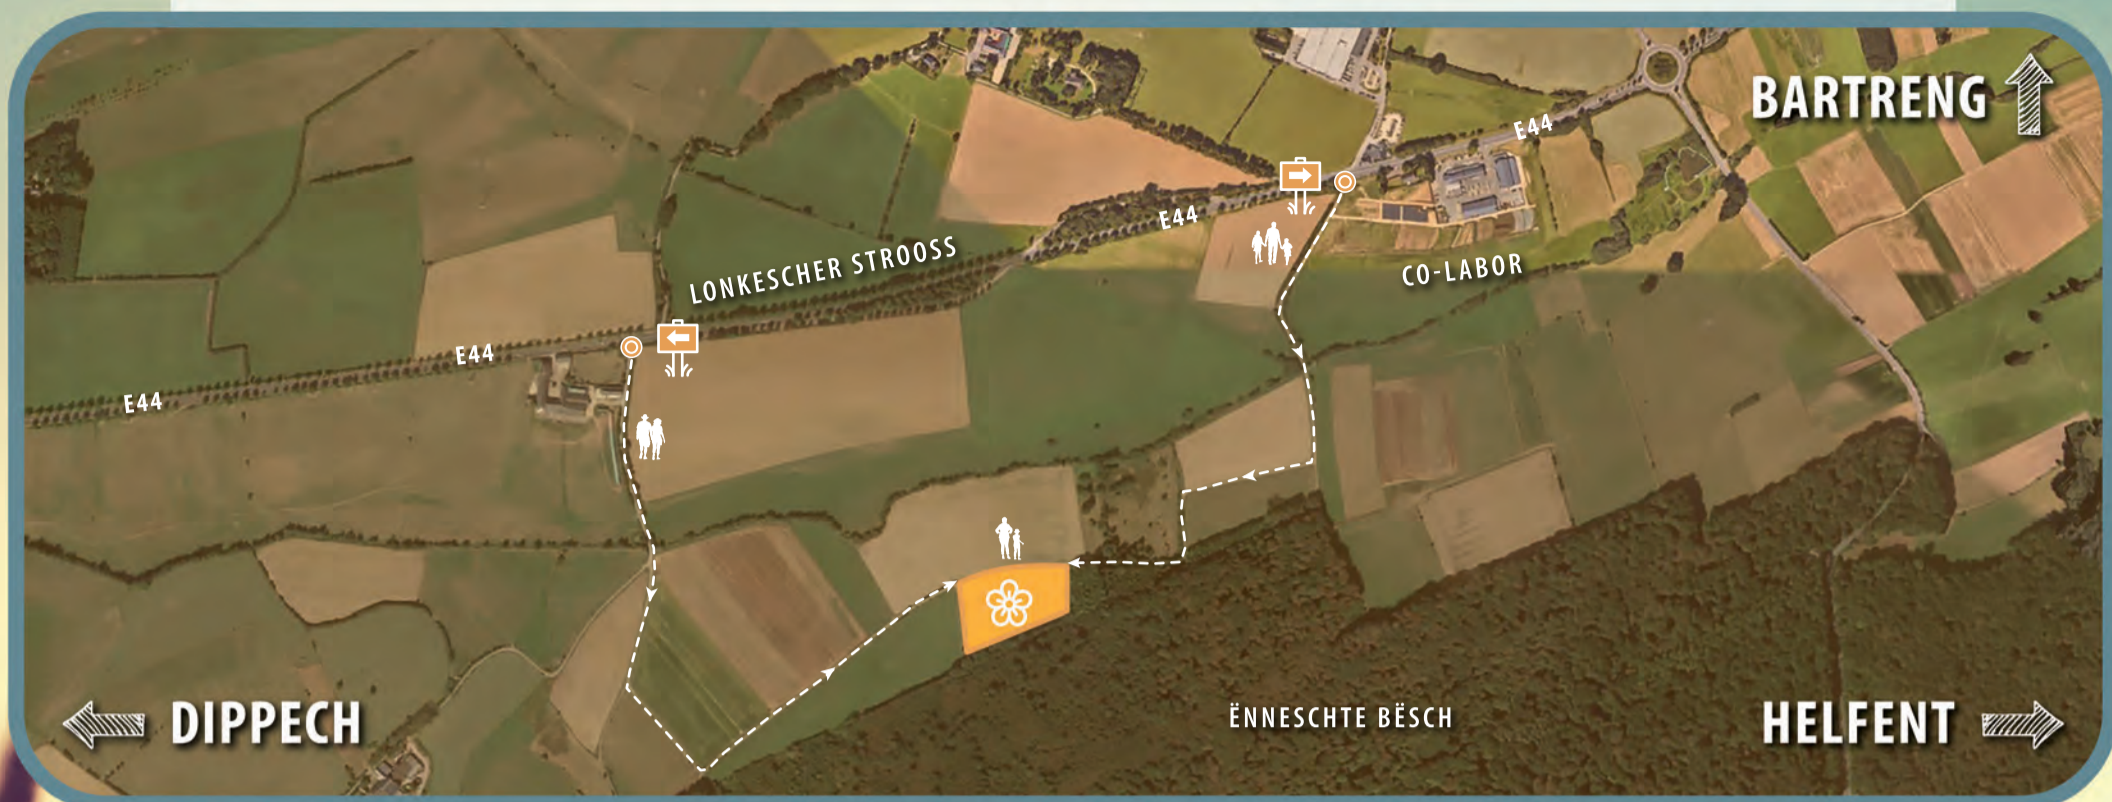 BARTRENG
E44
E44
LONKESCHER STROOSS
CO-LABOR
E44
E44
DIPPECH
ËNNESCHTE BËSCH
HELFENT